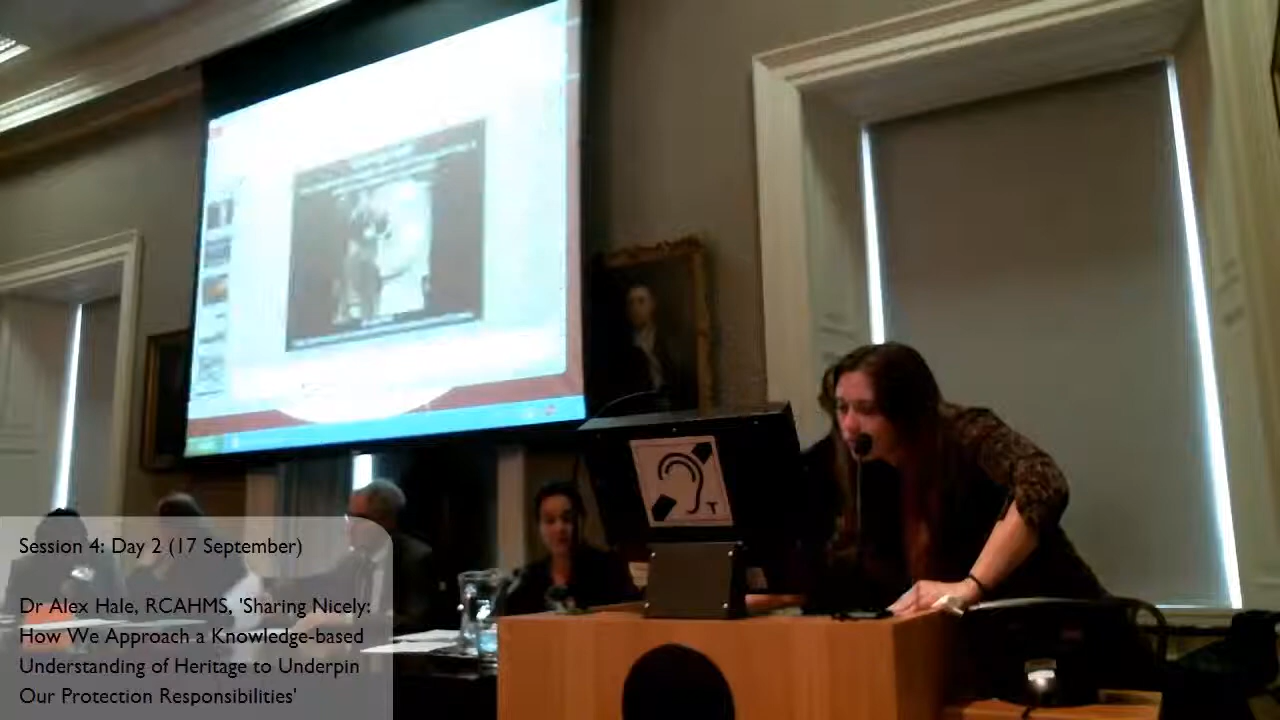 T
Session 4: Day 2 (17 September)
Dr Alex Hale, RCAHMS, 'Sharing Nicely:
How We Approach a Knowledge-based
Understanding of Heritage to Underpin
Our Protection Responsibilities'